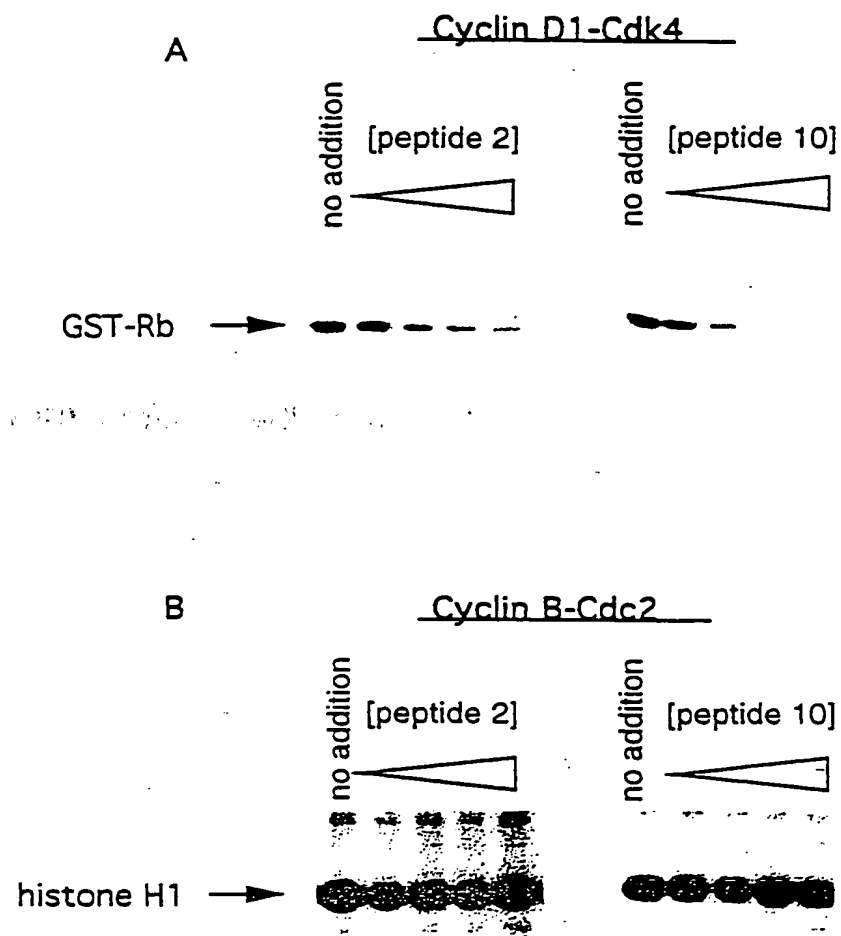 A
Cyclin D1-Cdk4
no addition
[peptide 2]
no addition
[peptide 10]
GST-Rb
B
Cyclin B-Cdc2
no addition
[peptide 2]
no addition
[peptide 10]
histone H1